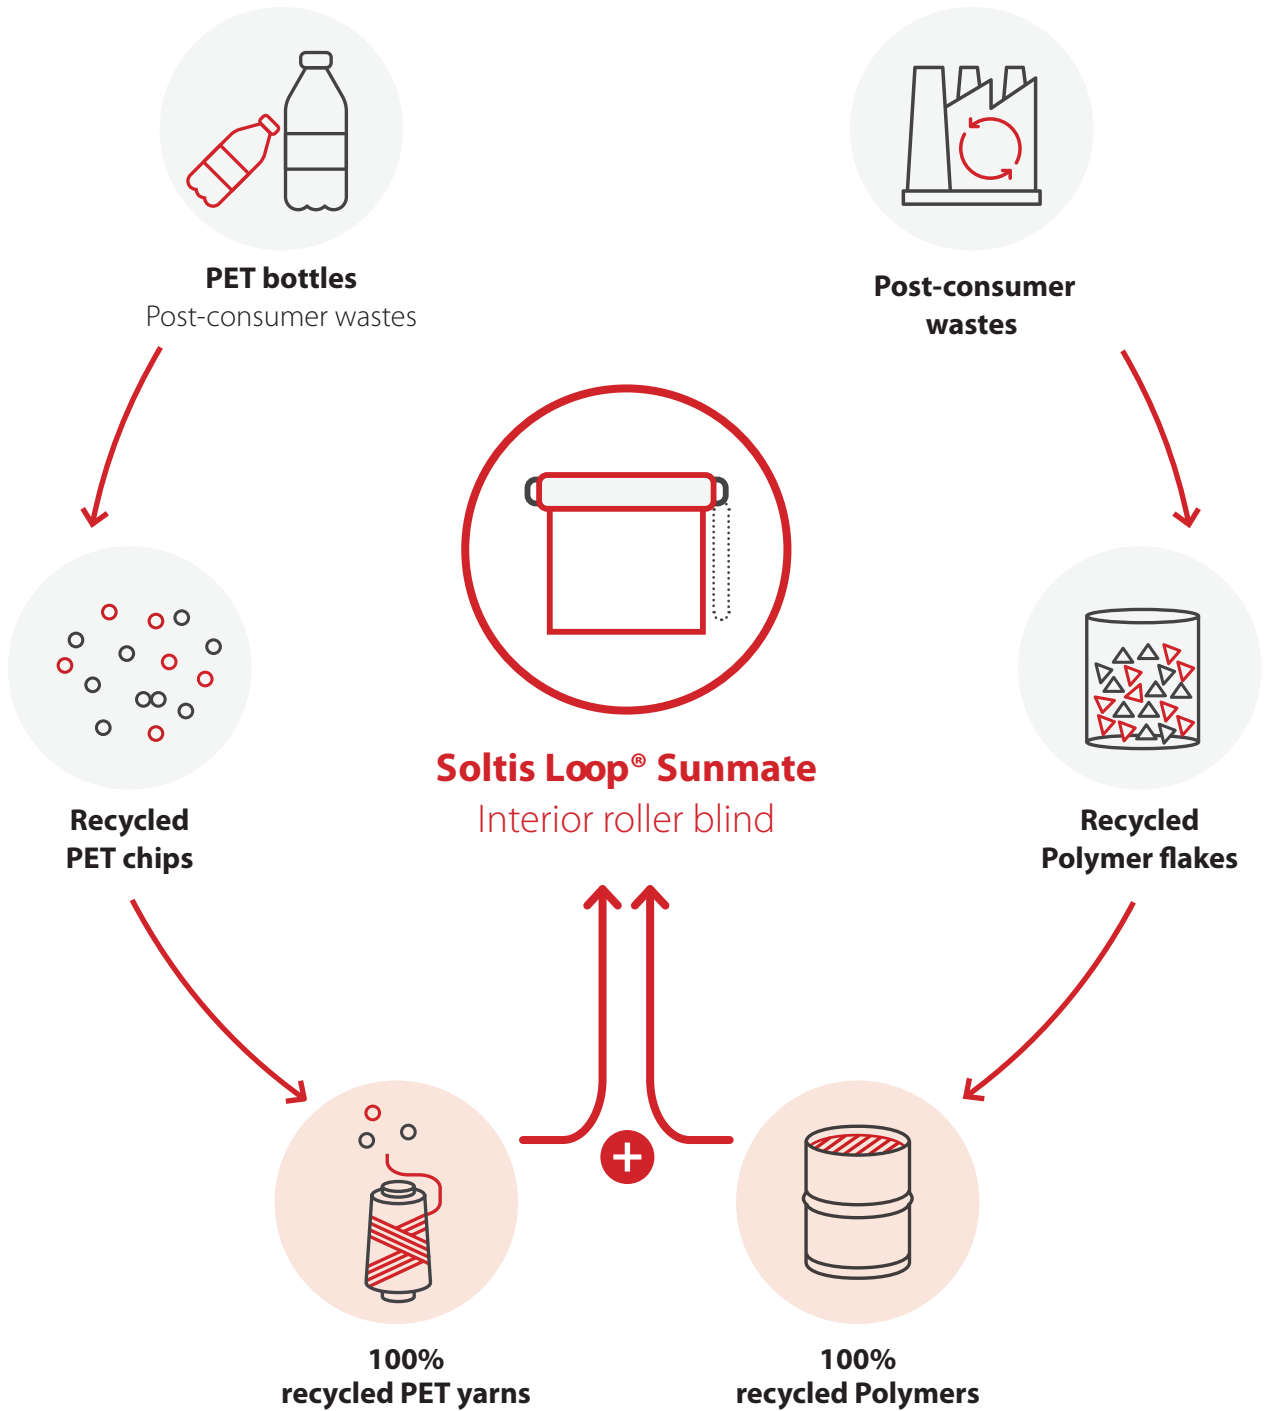 PET bottles
Post-consumer wastes
Post-consumer
wastes
Soltis Loop® Sunmate
Interior roller blind
Recycled
PET chips
Recycled
Polymer flakes
100%
recycled PET yarns
100%
recycled Polymers